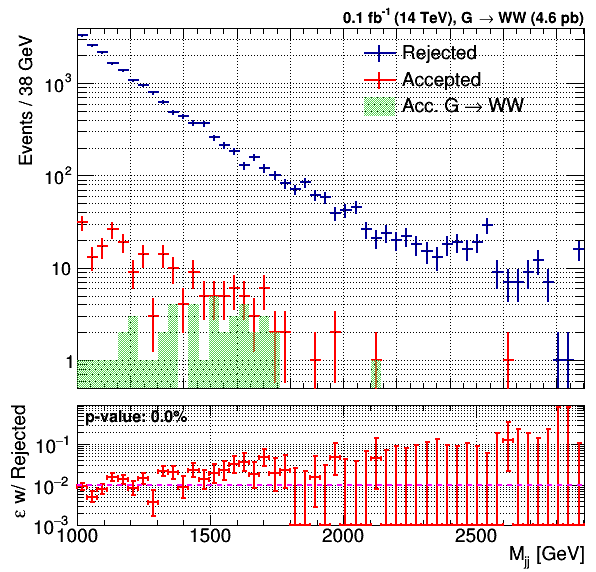 0.1 fb⁻¹ (14 TeV), G → WW (4.6 pb)
Events / 38 GeV
10³
10²
10
1
Rejected
Accepted
Acc. G → WW
p-value: 0.0%
ε w/ Rejected
10⁻¹
10⁻²
10⁻³
1000 1500 2000 2500
M_jj [GeV]